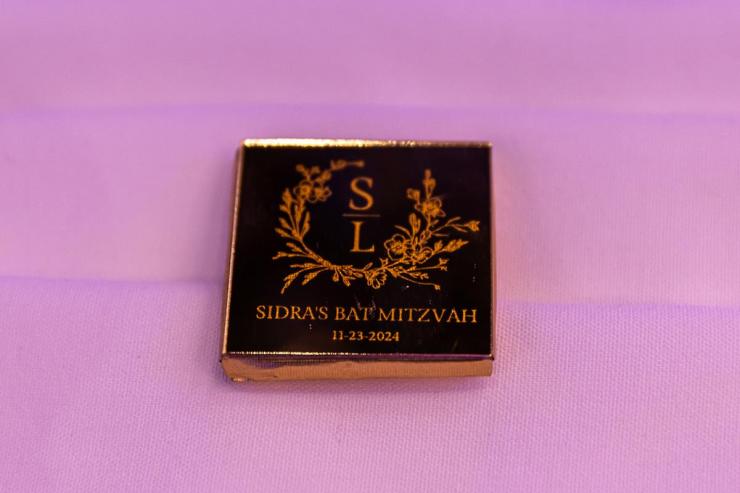 S
L
SIDRA'S BAT MITZVAH
11-23-2024